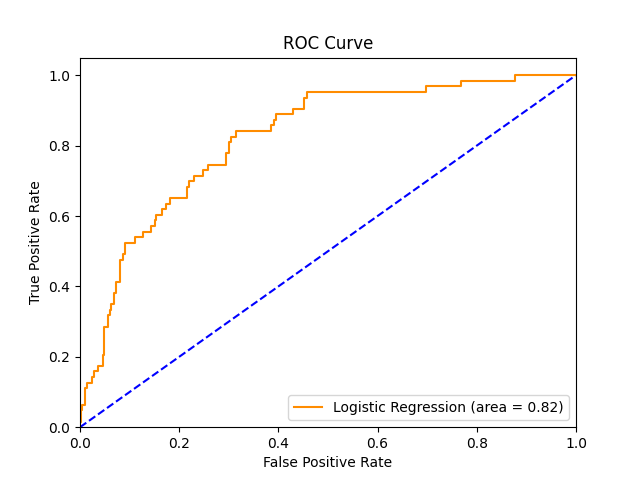 ROC Curve
True Positive Rate
1.0
0.8
0.6
0.4
0.2
0.0
Logistic Regression (area = 0.82)
0.0 0.2 0.4 0.6 0.8 1.0
False Positive Rate